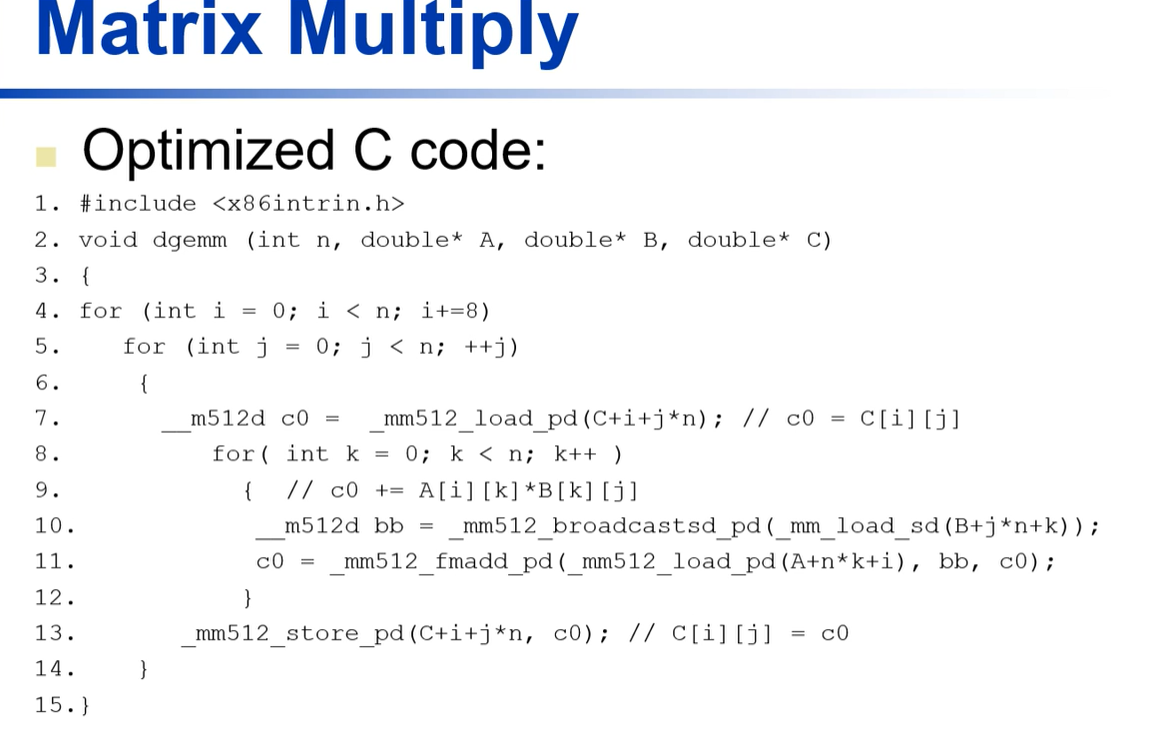 Matrix Multiply
Optimized C code:
1. #include <x86intrin.h>
2. void dgemm (int n, double* A, double* B, double* C)
3. {
4. for (int i = 0; i < n; i+=8)
5. for (int j = 0; j < n; ++j)
6. {
7. __m512d c0 = _mm512_load_pd(C+i+j*n); // c0 = C[i][j]
8. for( int k = 0; k < n; k++ )
9. { // c0 += A[i][k]*B[k][j]
10. __m512d bb = _mm512_broadcastsd_pd(_mm_load_sd(B+j*n+k));
11. c0 = _mm512_fmadd_pd(_mm512_load_pd(A+n*k+i), bb, c0);
12. }
13. _mm512_store_pd(C+i+j*n, c0); // C[i][j] = c0
14. }
15.}